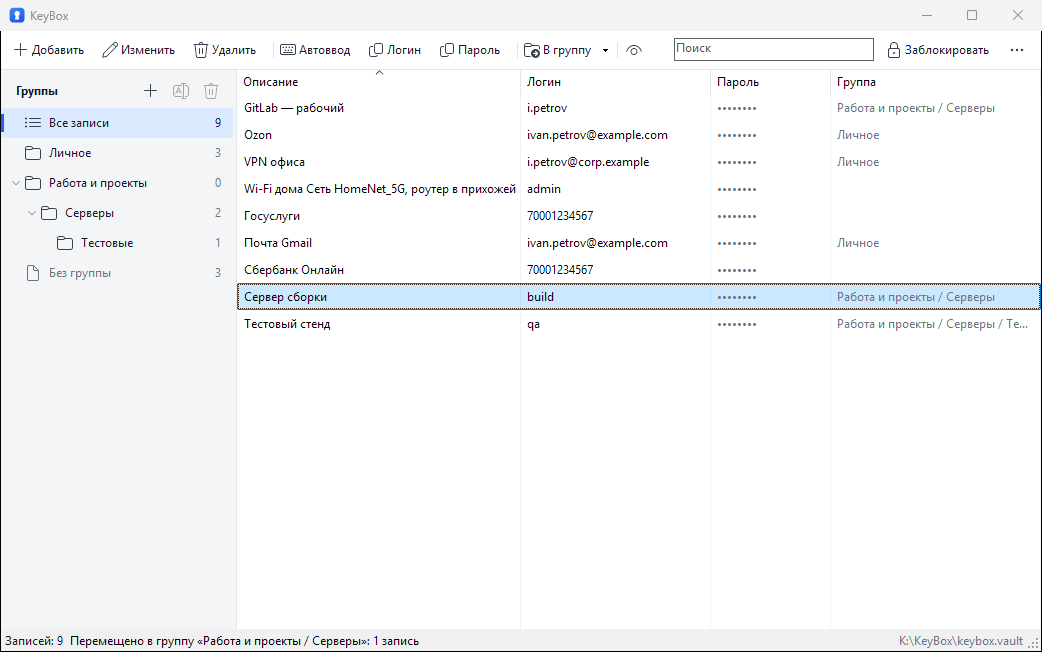 KeyBox
Добавить Изменить Удалить Автоввод Логин Пароль В группу Поиск Заблокировать
Группы
Все записи 9
Личное 3
Работа и проекты 0
Серверы 2
Тестовые 1
Без группы 3
Описание Логин Пароль Группа
GitLab — рабочий i.petrov •••••••• Работа и проекты / Серверы
Ozon ivan.petrov@example.com •••••••• Личное
VPN офиса i.petrov@corp.example •••••••• Личное
Wi-Fi дома Сеть HomeNet_5G, роутер в прихожей admin ••••••••
Госуслуги 70001234567 ••••••••
Почта Gmail ivan.petrov@example.com •••••••• Личное
Сбербанк Онлайн 70001234567 ••••••••
Сервер сборки build •••••••• Работа и проекты / Серверы
Тестовый стенд qa •••••••• Работа и проекты / Серверы / Те...
Записей: 9 Перемещено в группу «Работа и проекты / Серверы»: 1 запись K:\KeyBox\keybox.vault